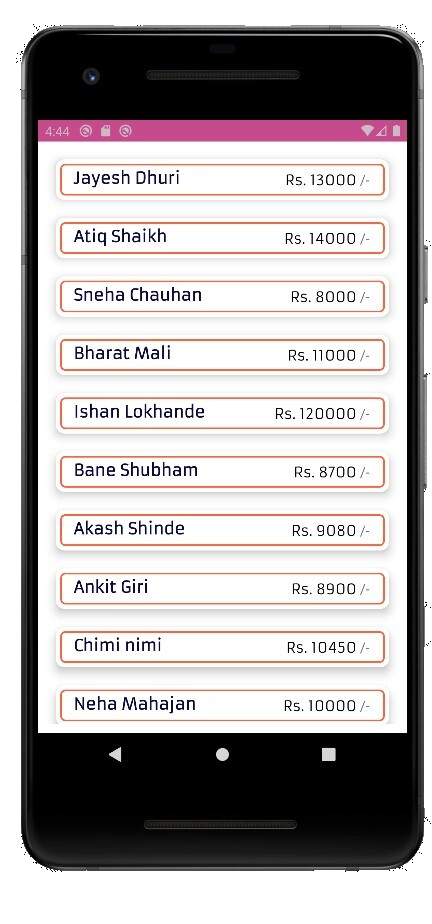 4:44
Jayesh Dhuri Rs. 13000 /-
Atiq Shaikh Rs. 14000 /-
Sneha Chauhan Rs. 8000 /-
Bharat Mali Rs. 11000 /-
Ishan Lokhande Rs. 120000 /-
Bane Shubham Rs. 8700 /-
Akash Shinde Rs. 9080 /-
Ankit Giri Rs. 8900 /-
Chimi nimi Rs. 10450 /-
Neha Mahajan Rs. 10000 /-